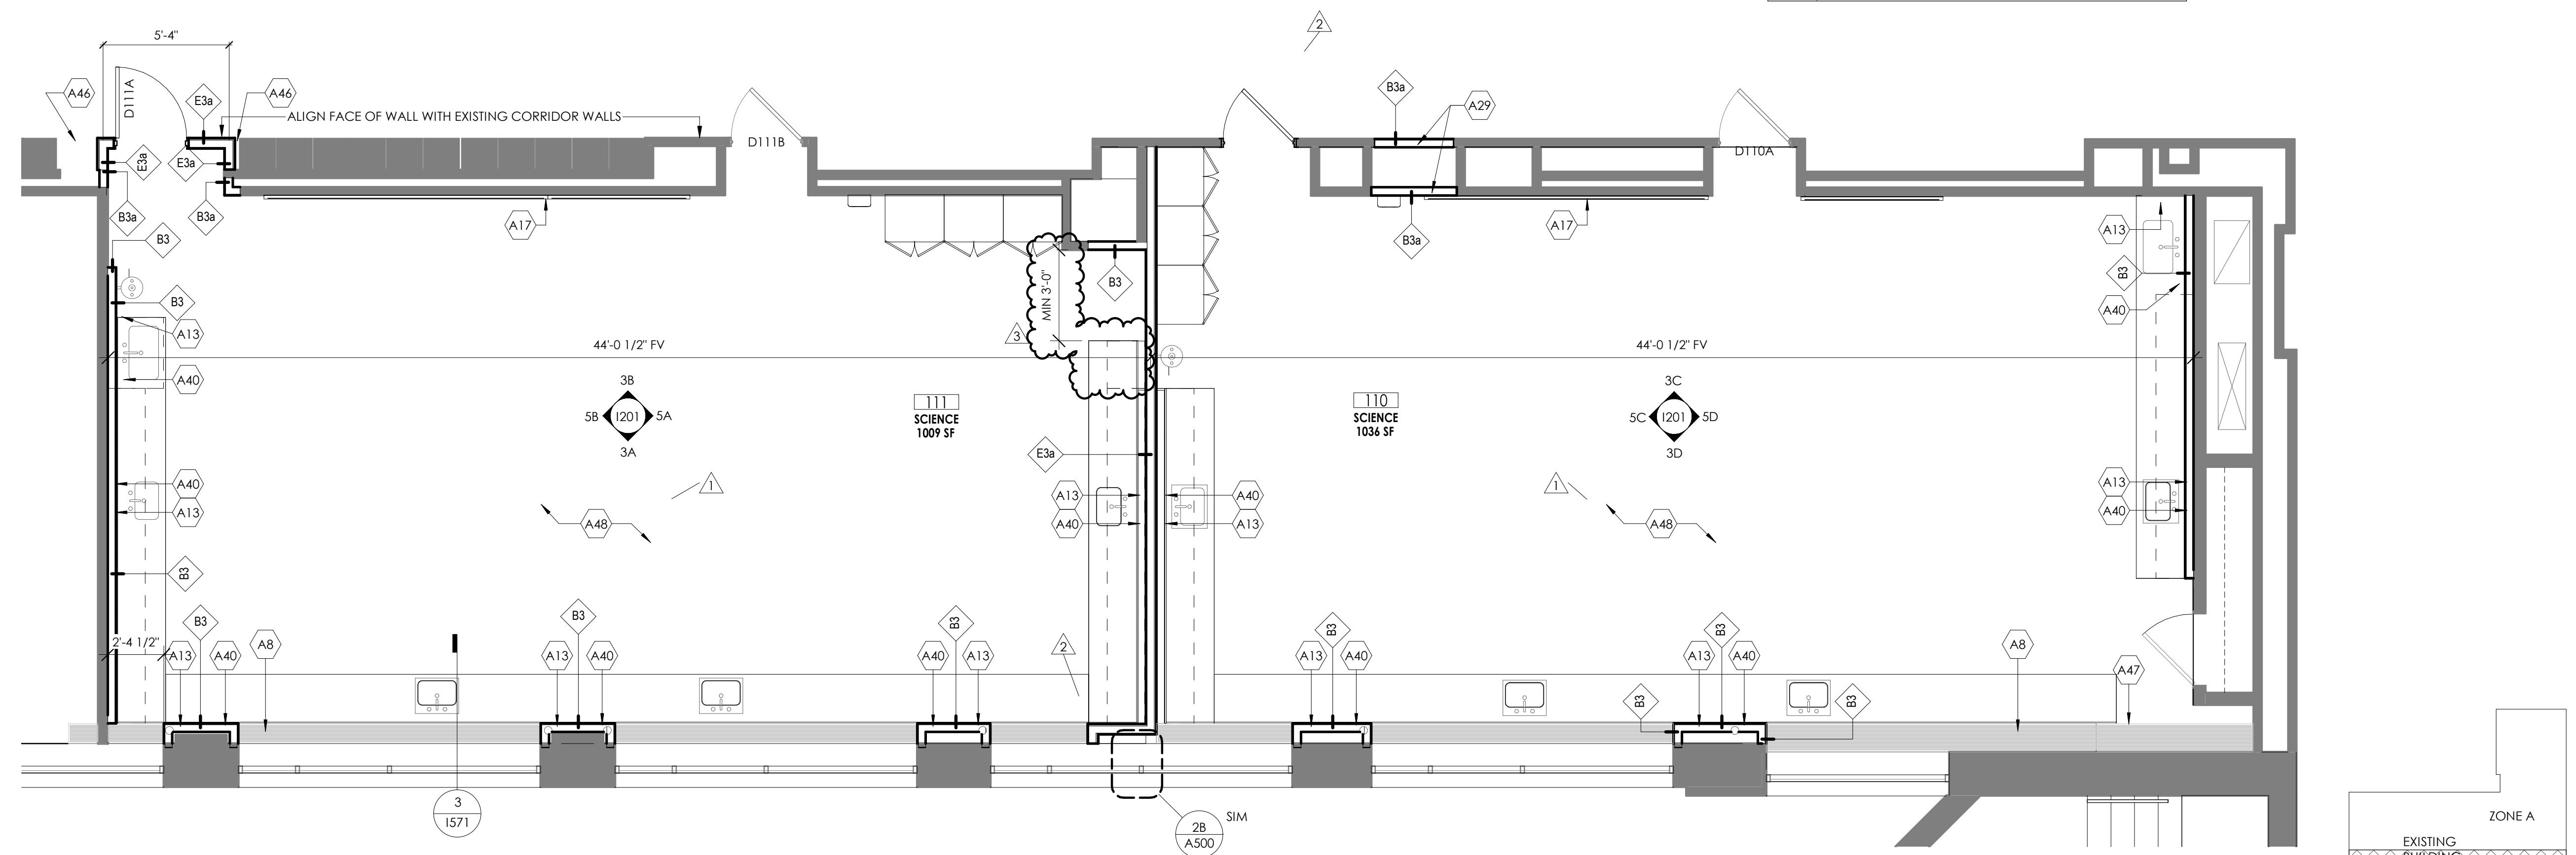 2
5'-4"
A46
D111A
E3a
A46
ALIGN FACE OF WALL WITH EXISTING CORRIDOR WALLS
B3a
A29
E3a
E3a
D111B
D110A
B3a
B3a
A17
B3a
A17
A13
B3
B3
B3
A40
B3
MIN 3'-0"
3
A13
44'-0 1/2" FV
44'-0 1/2" FV
A40
3B
5B
I201
5A
3A
111
SCIENCE
1009 SF
110
SCIENCE
1036 SF
3C
5C
I201
5D
3D
E3a
A40
A13
1
A48
A13
A40
A40
A13
1
A48
A13
A40
B3
2'-4 1/2"
A13
B3
A40
A8
A13
B3
A40
A40
B3
A13
2
A13
B3
A40
A13
B3
A40
B3
B3
A8
A47
3
I571
2B
A500
SIM
ZONE A
EXISTING
BUILDING